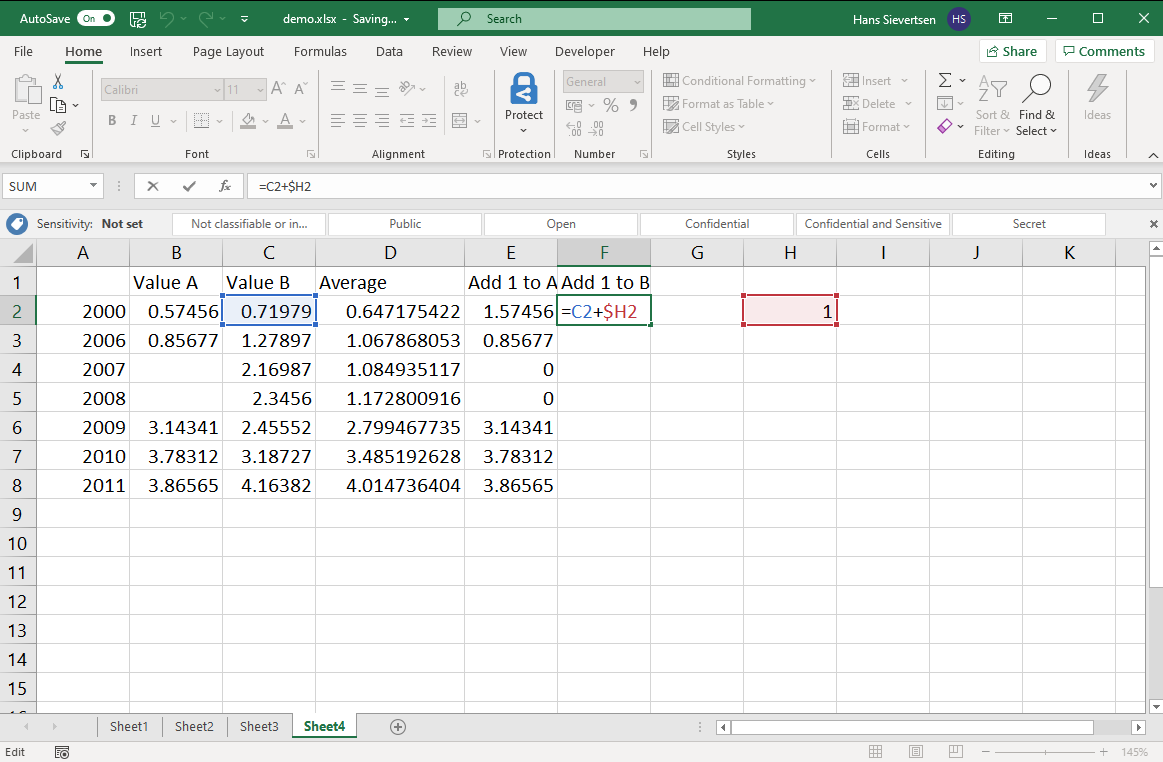 AutoSave On demo.xlsx - Saving... Search Hans Sievertsen HS
File Home Insert Page Layout Formulas Data Review View Developer Help Share Comments
Calibri 11 General Conditional Formatting Insert
Format as Table Delete
Paste B I U A Protect Cell Styles Format Sort & Filter Find & Select Ideas
Clipboard Font Alignment Protection Number Styles Cells Editing Ideas
SUM fx =C2+$H2
Sensitivity: Not set Not classifiable or in... Public Open Confidential Confidential and Sensitive Secret
A B C D E F G H I J K
1 Value A Value B Average Add 1 to A Add 1 to B
2 2000 0.57456 0.71979 0.647175422 1.57456 =C2+$H2 1
3 2006 0.85677 1.27897 1.067868053 0.85677
4 2007 2.16987 1.084935117 0
5 2008 2.3456 1.172800916 0
6 2009 3.14341 2.45552 2.799467735 3.14341
7 2010 3.78312 3.18727 3.485192628 3.78312
8 2011 3.86565 4.16382 4.014736404 3.86565
9
10
11
12
13
14
15
Sheet1 Sheet2 Sheet3 Sheet4
Edit 145%